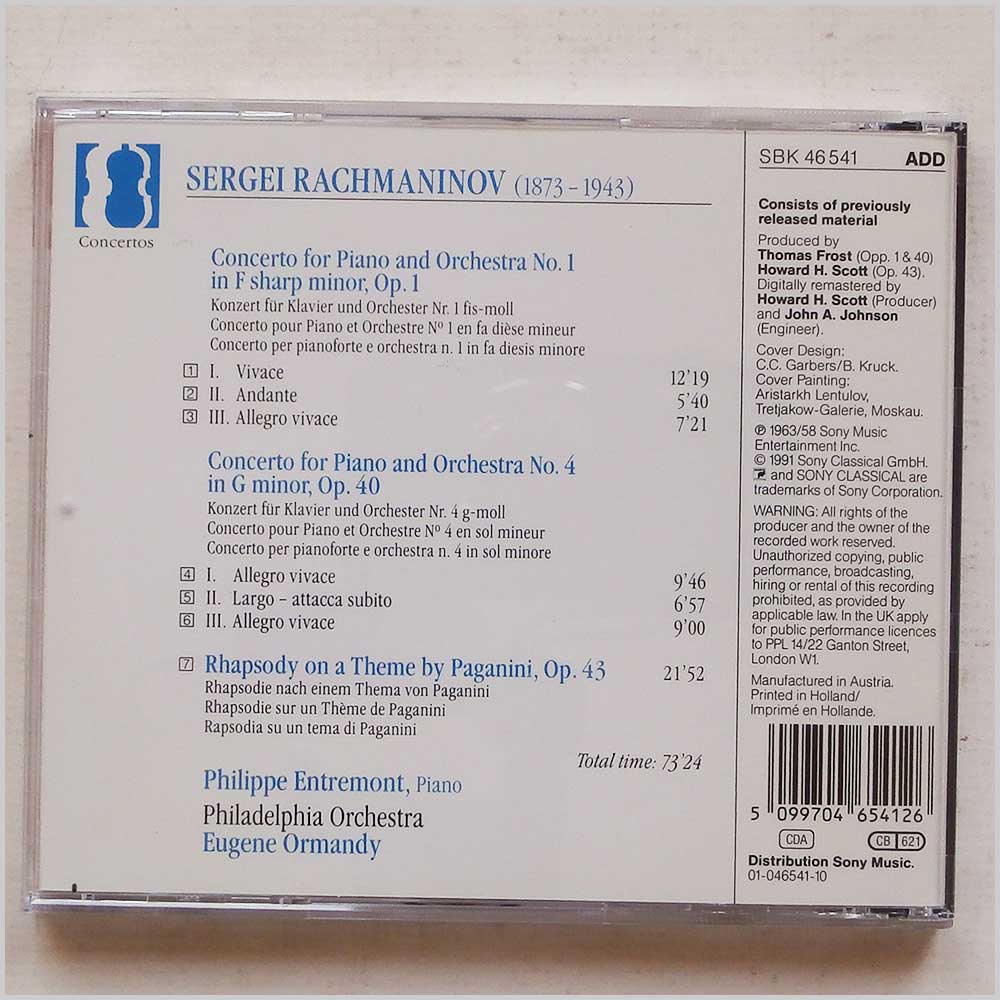 Concertos
SERGEI RACHMANINOV (1873 – 1943)
Concerto for Piano and Orchestra No. 1
in F sharp minor, Op. 1
Konzert für Klavier und Orchester Nr. 1 fis-moll
Concerto pour Piano et Orchestre Nº 1 en fa dièse mineur
Concerto per pianoforte e orchestra n. 1 in fa diesis minore
1 I. Vivace 12'19
2 II. Andante 5'40
3 III. Allegro vivace 7'21
Concerto for Piano and Orchestra No. 4
in G minor, Op. 40
Konzert für Klavier und Orchester Nr. 4 g-moll
Concerto pour Piano et Orchestre Nº 4 en sol mineur
Concerto per pianoforte e orchestra n. 4 in sol minore
4 I. Allegro vivace 9'46
5 II. Largo – attacca subito 6'57
6 III. Allegro vivace 9'00
7 Rhapsody on a Theme by Paganini, Op. 43 21'52
Rhapsodie nach einem Thema von Paganini
Rhapsodie sur un Thème de Paganini
Rapsodia su un tema di Paganini
Total time: 73'24
Philippe Entremont, Piano
Philadelphia Orchestra
Eugene Ormandy
SBK 46541 ADD
Consists of previously
released material
Produced by
Thomas Frost (Opp. 1 & 40)
Howard H. Scott (Op. 43).
Digitally remastered by
Howard H. Scott (Producer)
and John A. Johnson
(Engineer).
Cover Design:
C.C. Garbers/B. Kruck.
Cover Painting:
Aristarkh Lentulov,
Tretjakow-Galerie, Moskau.
℗ 1963/58 Sony Music
Entertainment Inc.
© 1991 Sony Classical GmbH.
and SONY CLASSICAL are
trademarks of Sony Corporation.
WARNING: All rights of the
producer and the owner of the
recorded work reserved.
Unauthorized copying, public
performance, broadcasting,
hiring or rental of this recording
prohibited, as provided by
applicable law. In the UK apply
for public performance licences
to PPL 14/22 Ganton Street,
London W1.
Manufactured in Austria.
Printed in Holland/
Imprimé en Hollande.
5 099704 654126
CDA CB 621
Distribution Sony Music.
01-046541-10